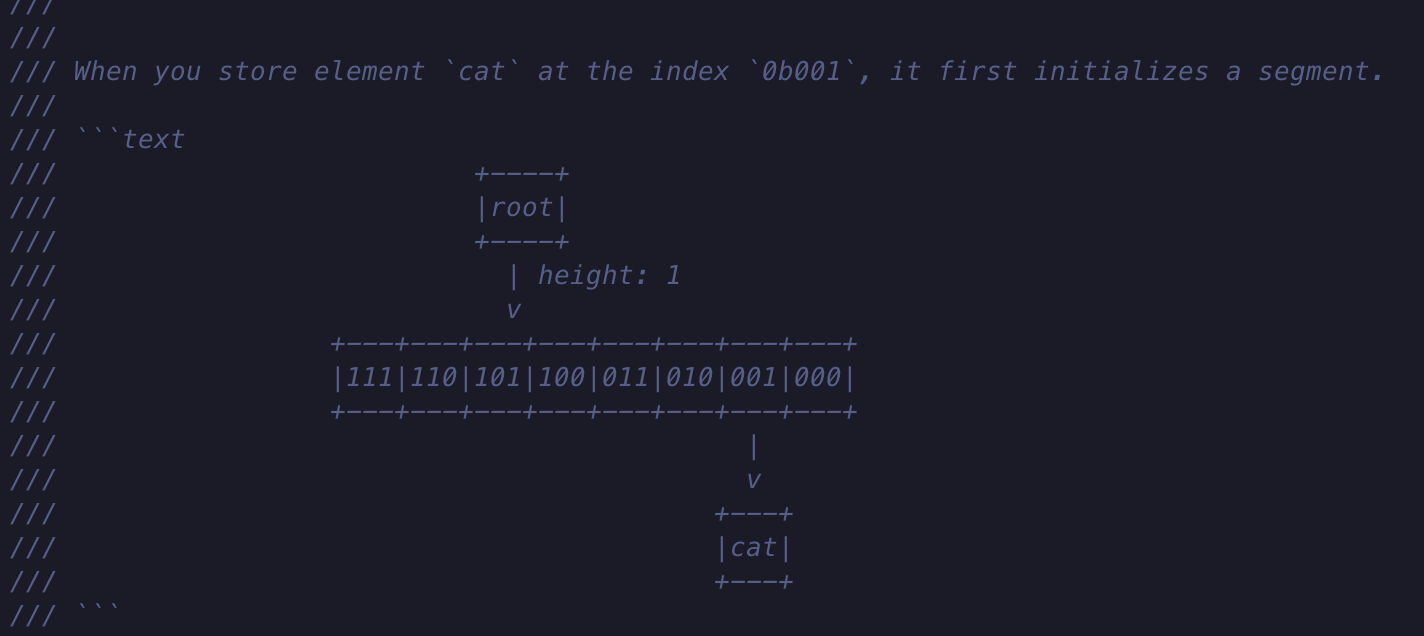 ///
///
/// When you store element `cat` at the index `0b001`, it first initializes a segment.
///
/// ```text
///                          +----+
///                          |root|
///                          +----+
///                            | height: 1
///                            v
///                 +---+---+---+---+---+---+---+---+
///                 |111|110|101|100|011|010|001|000|
///                 +---+---+---+---+---+---+---+---+
///                                           |
///                                           v
///                                         +---+
///                                         |cat|
///                                         +---+
/// ```